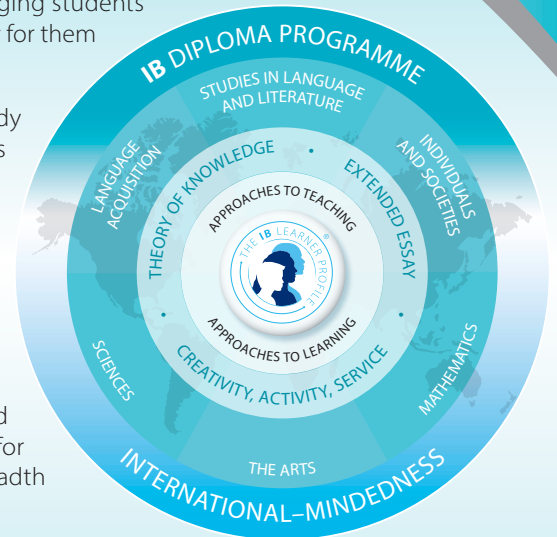 ging students
for them
dy
s
d
for
adth
IB DIPLOMA PROGRAMME
STUDIES IN LANGUAGE
AND LITERATURE
LANGUAGE
ACQUISITION
INDIVIDUALS
AND SOCIETIES
SCIENCES
MATHEMATICS
THE ARTS
THEORY OF KNOWLEDGE • EXTENDED ESSAY • CREATIVITY, ACTIVITY, SERVICE •
APPROACHES TO TEACHING
APPROACHES TO LEARNING
THE IB LEARNER PROFILE ®
INTERNATIONAL–MINDEDNESS